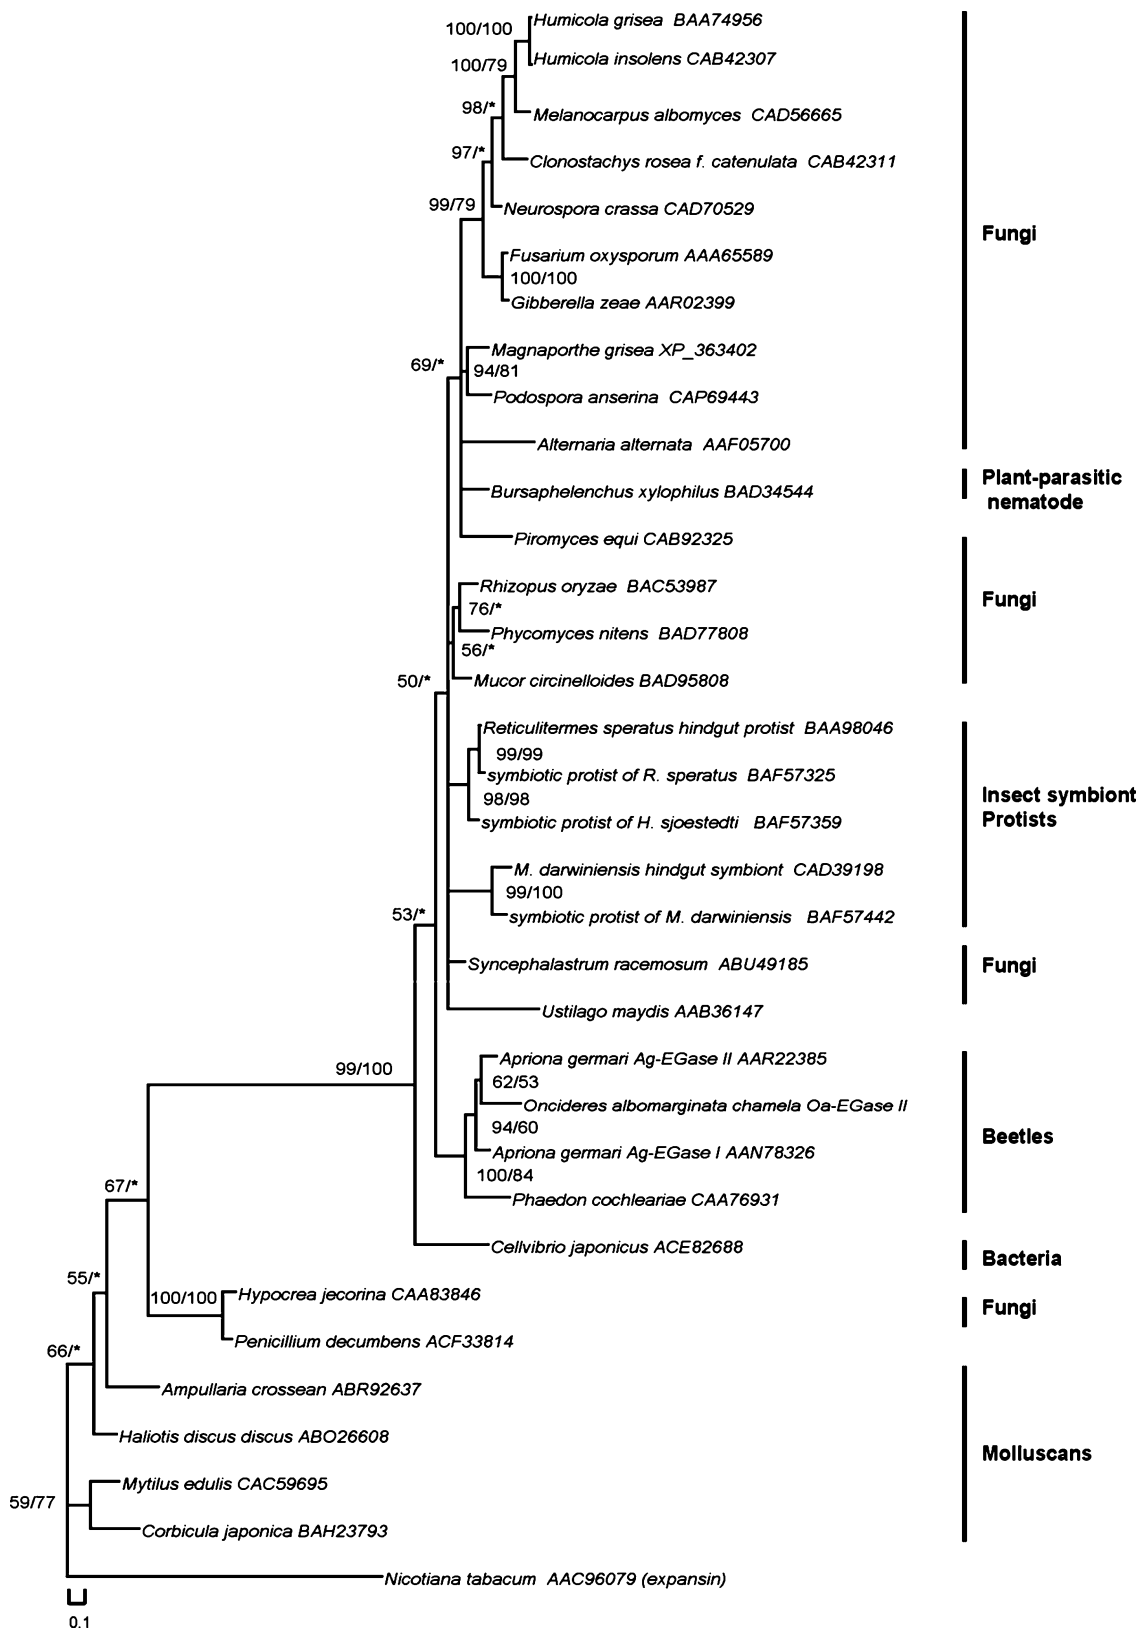 Humicola grisea BAA74956
100/100
Humicola insolens CAB42307
100/79
98/*
Melanocarpus albomyces CAD56665
97/*
Clonostachys rosea f. catenulata CAB42311
99/79
Neurospora crassa CAD70529
Fungi
Fusarium oxysporum AAA65589
100/100
Gibberella zeae AAR02399
Magnaporthe grisea XP_363402
69/*
94/81
Podospora anserina CAP69443
Alternaria alternata AAF05700
Plant-parasitic
nematode
Bursaphelenchus xylophilus BAD34544
Piromyces equi CAB92325
Rhizopus oryzae BAC53987
Fungi
76/*
Phycomyces nitens BAD77808
56/*
50/*
Mucor circinelloides BAD95808
Reticulitermes speratus hindgut protist BAA98046
99/99
symbiotic protist of R. speratus BAF57325
98/98
Insect symbiont
Protists
symbiotic protist of H. sjoestedti BAF57359
M. darwiniensis hindgut symbiont CAD39198
99/100
53/*
symbiotic protist of M. darwiniensis BAF57442
Syncephalastrum racemosum ABU49185
Fungi
Ustilago maydis AAB36147
Apriona germari Ag-EGase II AAR22385
99/100
62/53
Oncideres albomarginata chamela Oa-EGase II
94/60
Beetles
Apriona germari Ag-EGase I AAN78326
100/84
67/*
Phaedon cochleariae CAA76931
Cellvibrio japonicus ACE82688
Bacteria
55/*
100/100
Hypocrea jecorina CAA83846
Fungi
Penicillium decumbens ACF33814
66/*
Ampullaria crossean ABR92637
Haliotis discus discus ABO26608
Molluscans
Mytilus edulis CAC59695
59/77
Corbicula japonica BAH23793
Nicotiana tabacum AAC96079 (expansin)
0.1